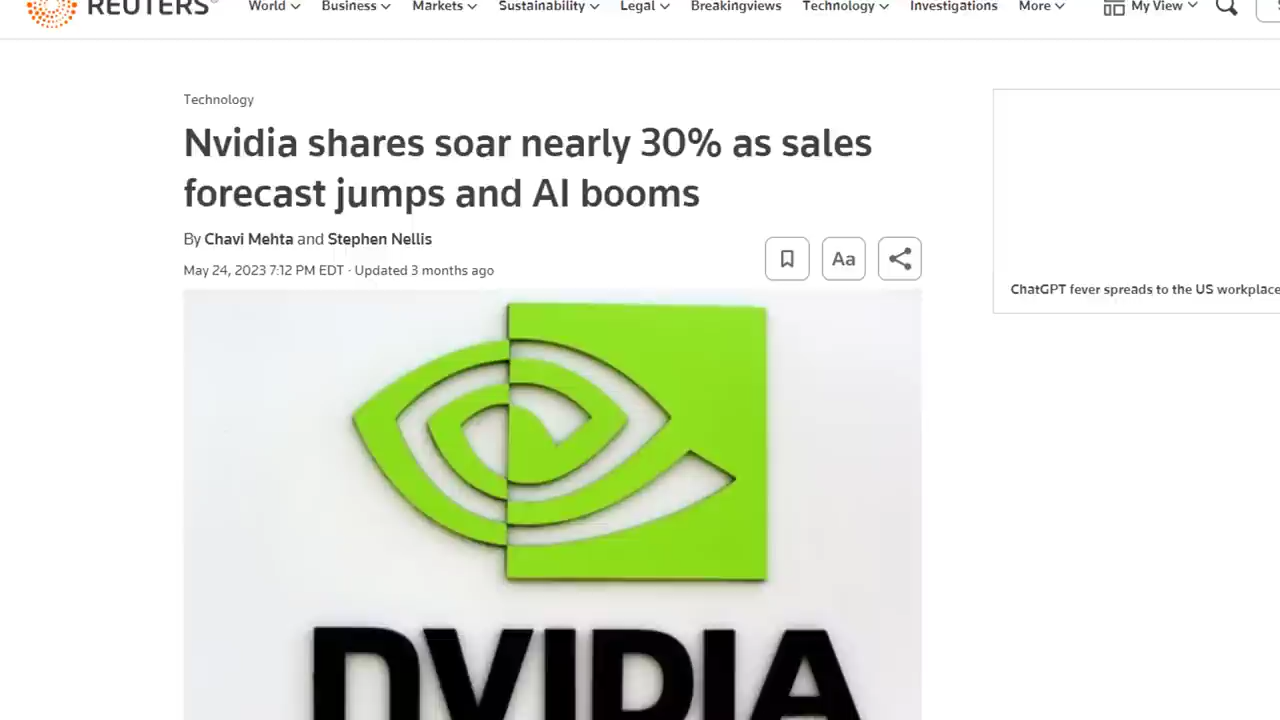 REUTERS®
World Business Markets Sustainability Legal Breakingviews Technology Investigations More My View
Technology
Nvidia shares soar nearly 30% as sales
forecast jumps and AI booms
By Chavi Mehta and Stephen Nellis
May 24, 2023 7:12 PM EDT · Updated 3 months ago
Aa
ChatGPT fever spreads to the US workplace
NVIDIA